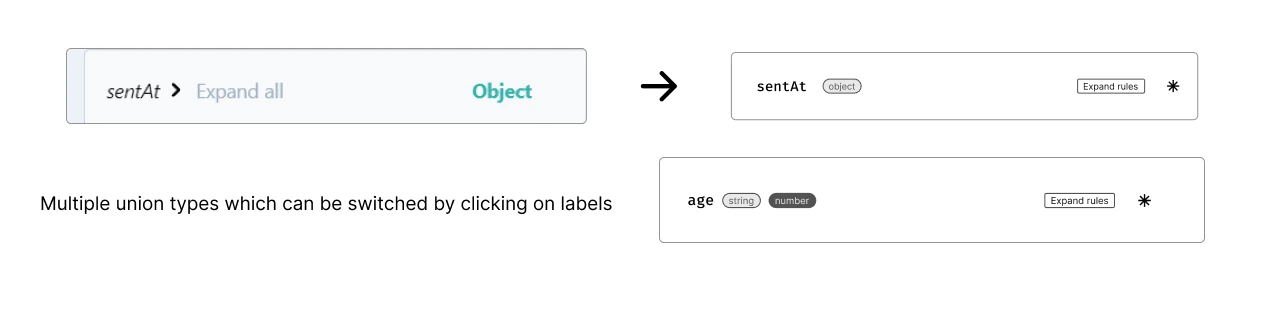 sentAt > Expand all Object
sentAt object Expand rules *
Multiple union types which can be switched by clicking on labels
age string number Expand rules *